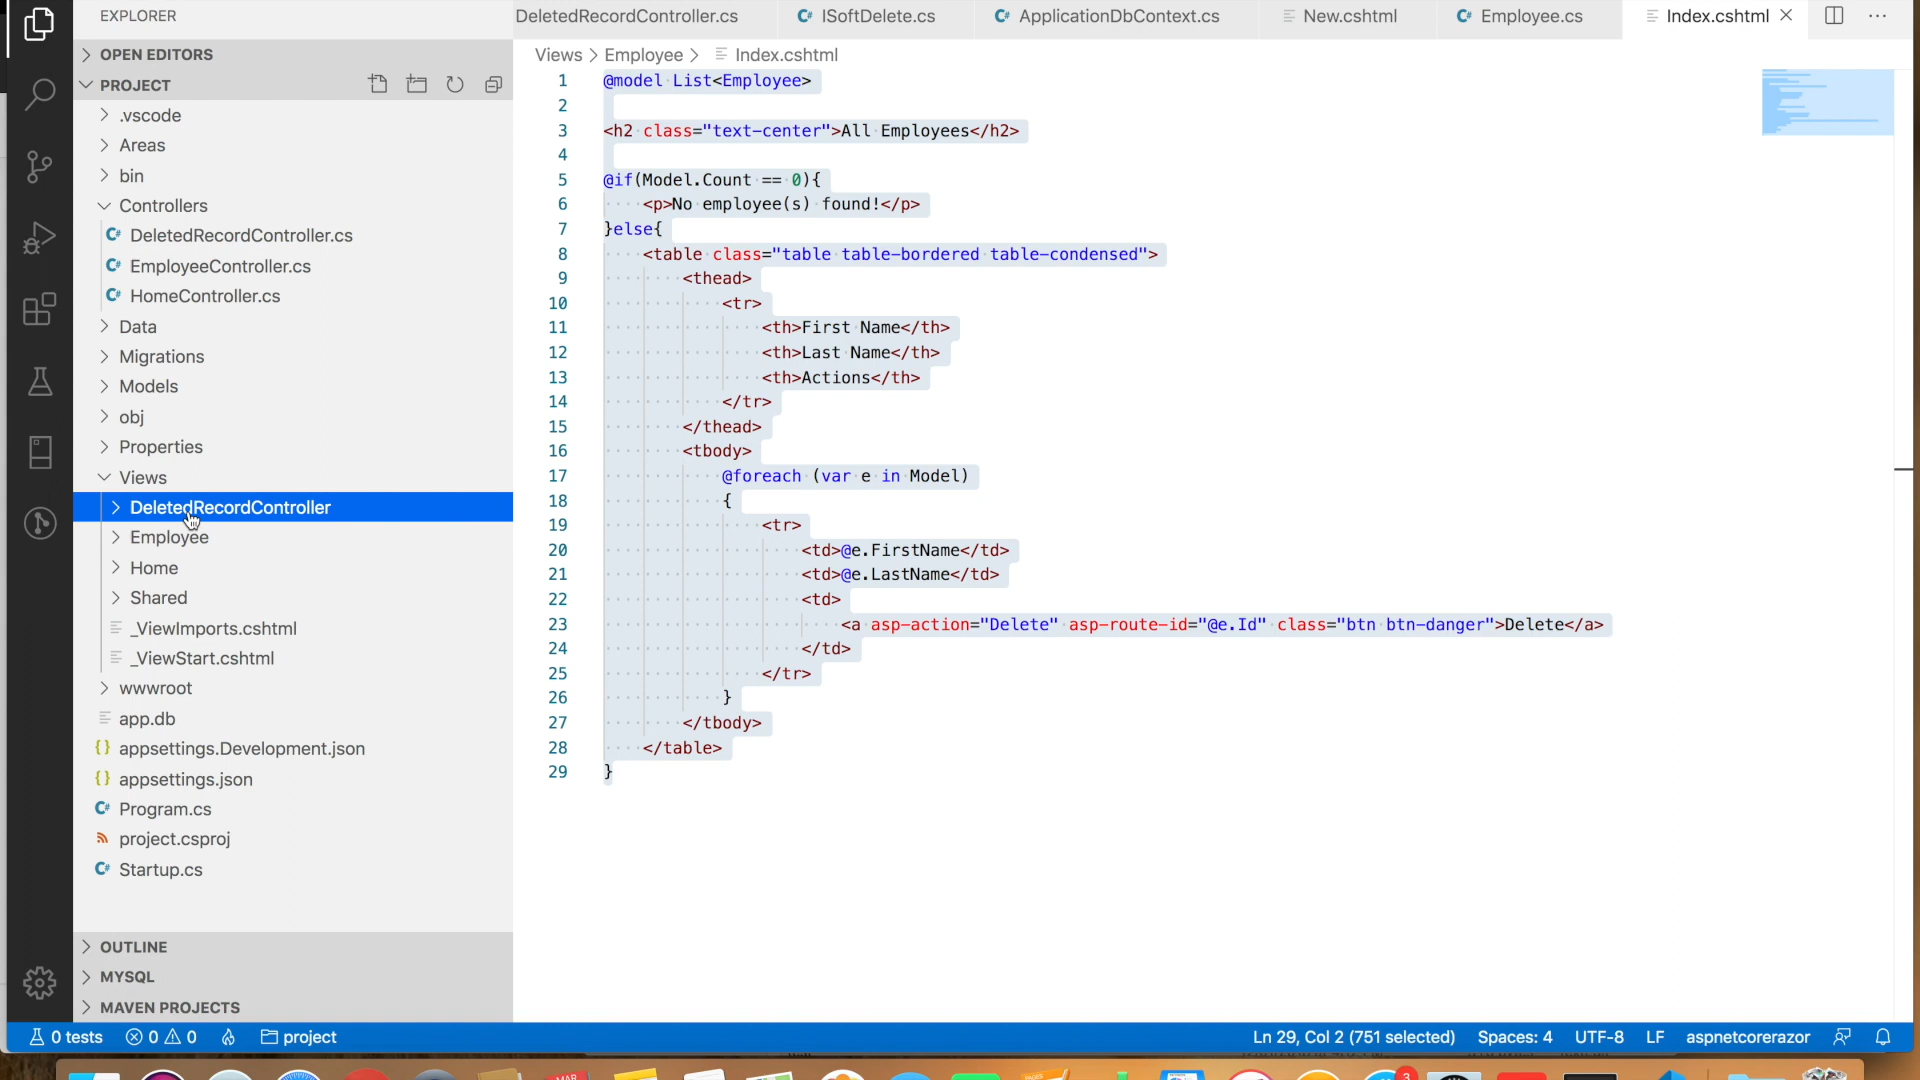 EXPLORER
OPEN EDITORS
PROJECT
.vscode
Areas
bin
Controllers
DeletedRecordController.cs
EmployeeController.cs
HomeController.cs
Data
Migrations
Models
obj
Properties
Views
DeletedRecordController
Employee
Home
Shared
_ViewImports.cshtml
_ViewStart.cshtml
wwwroot
app.db
appsettings.Development.json
appsettings.json
Program.cs
project.csproj
Startup.cs
OUTLINE
MYSQL
MAVEN PROJECTS
DeletedRecordController.cs ISoftDelete.cs ApplicationDbContext.cs New.cshtml Employee.cs Index.cshtml
Views > Employee > Index.cshtml
1 @model List<Employee>
2
3 <h2 class="text-center">All Employees</h2>
4
5 @if(Model.Count == 0){
6 <p>No employee(s) found!</p>
7 }else{
8 <table class="table table-bordered table-condensed">
9 <thead>
10 <tr>
11 <th>First Name</th>
12 <th>Last Name</th>
13 <th>Actions</th>
14 </tr>
15 </thead>
16 <tbody>
17 @foreach (var e in Model)
18 {
19 <tr>
20 <td>@e.FirstName</td>
21 <td>@e.LastName</td>
22 <td>
23 <a asp-action="Delete" asp-route-id="@e.Id" class="btn btn-danger">Delete</a>
24 </td>
25 </tr>
26 }
27 </tbody>
28 </table>
29 }
0 tests 0 0 project Ln 29, Col 2 (751 selected) Spaces: 4 UTF-8 LF aspnetcorerazor
MAR 3